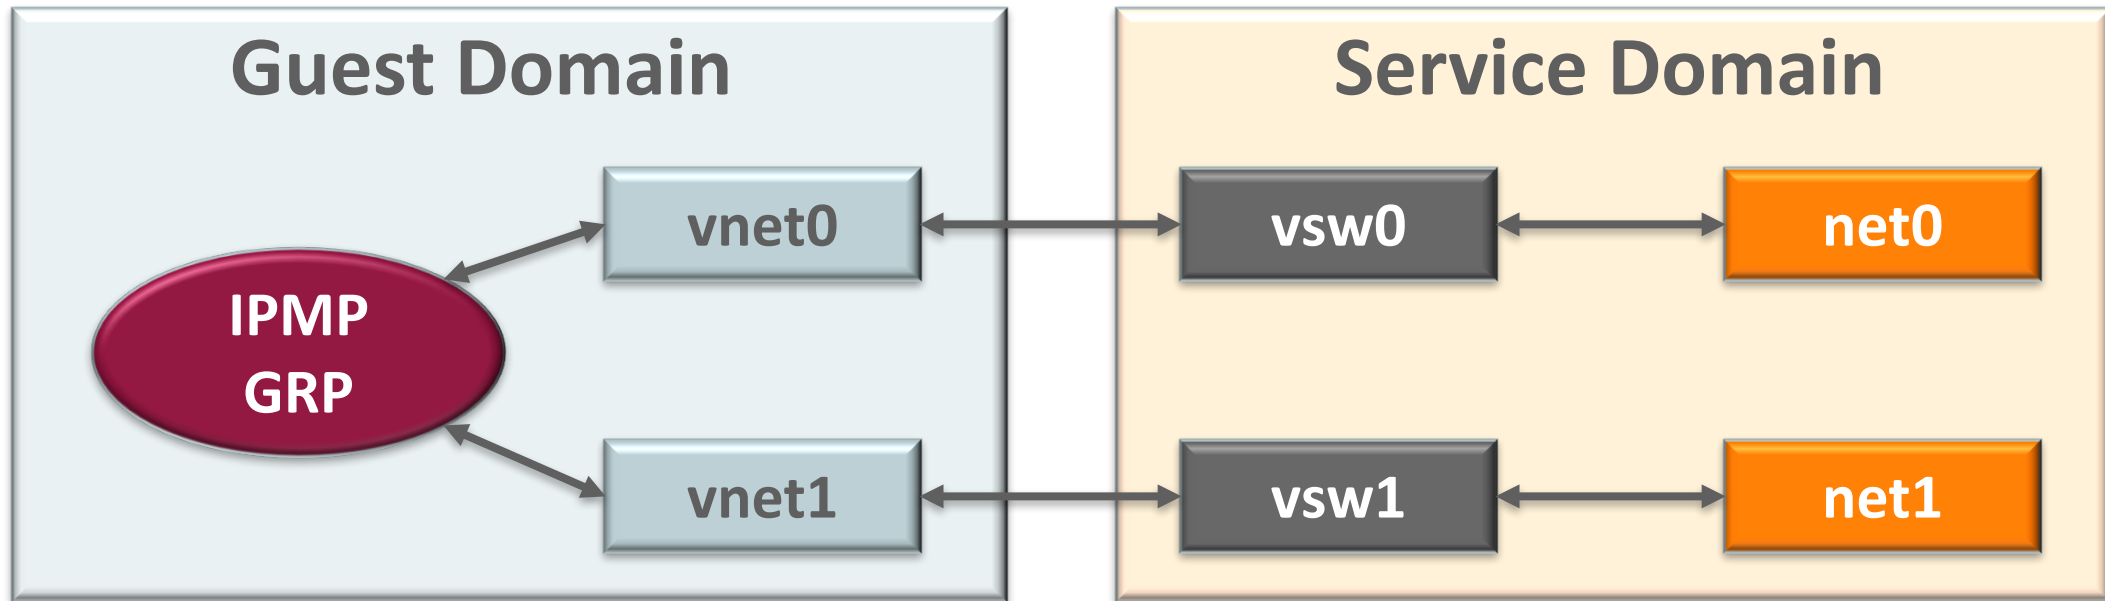 Guest Domain
Service Domain
vnet0
vsw0
net0
IPMP
GRP
vnet1
vsw1
net1